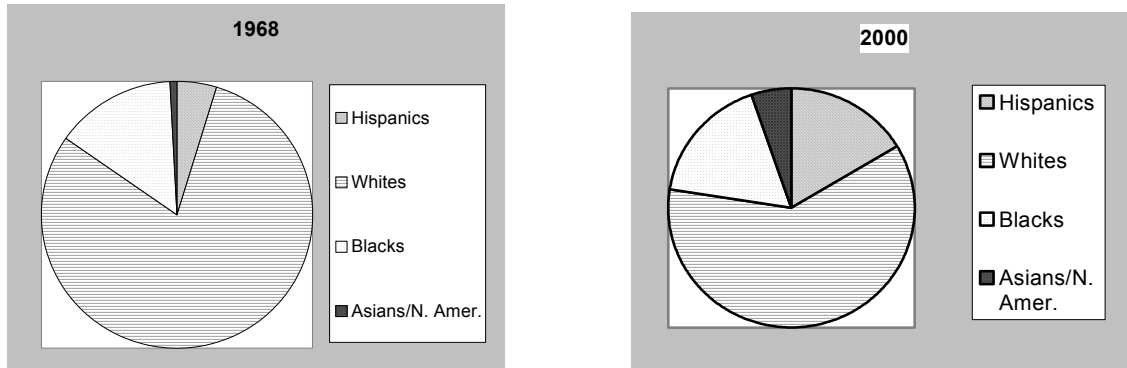 1968
Hispanics
Whites
Blacks
Asians/N. Amer.
2000
Hispanics
Whites
Blacks
Asians/N.
Amer.